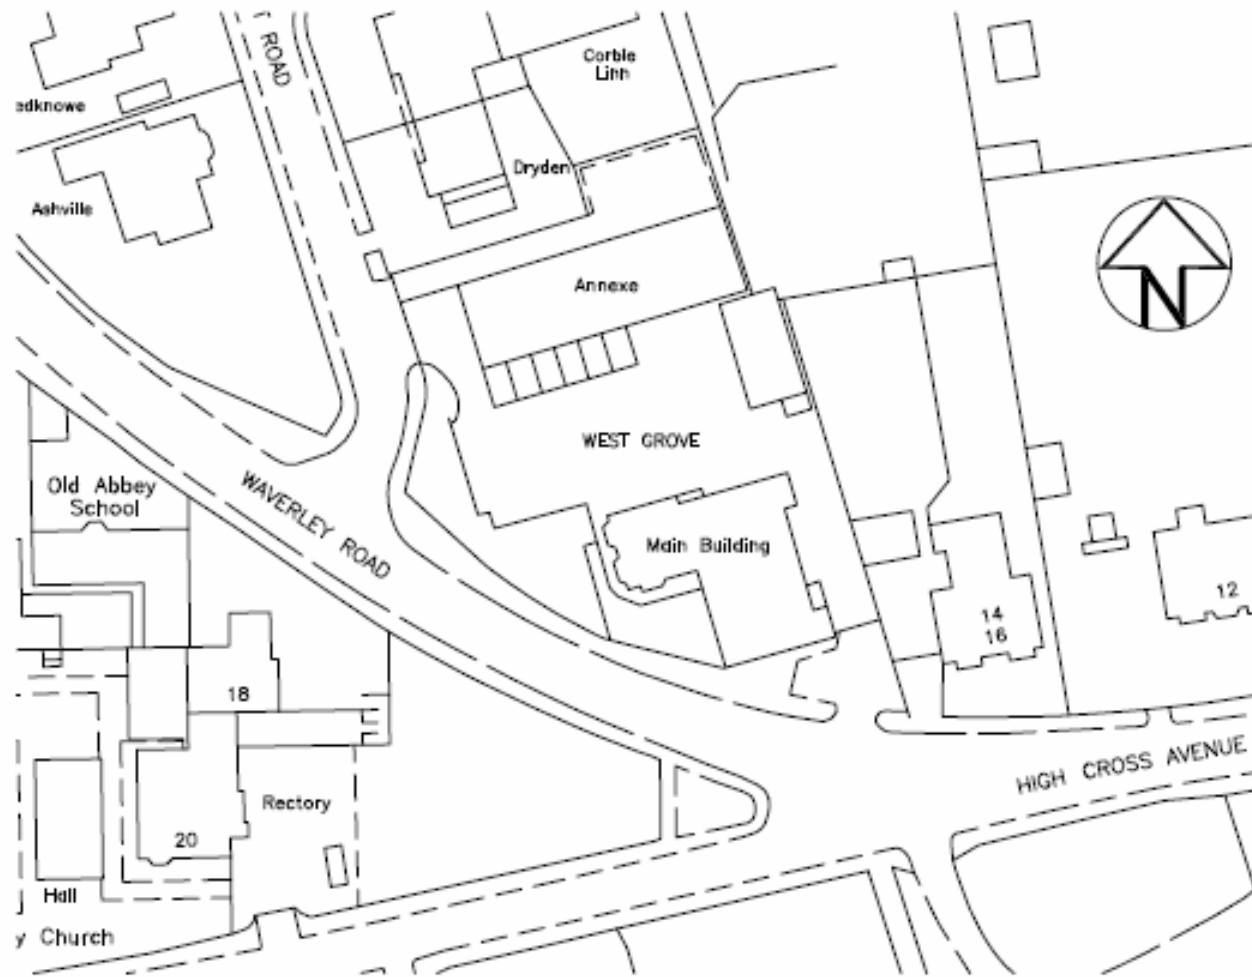 ROAD
Corbie
Linn
edknowe
Dryden
Ashville
Annexe
N
WEST GROVE
Old Abbey
School
WAVERLEY ROAD
Main Building
14
16
12
18
HIGH CROSS AVENUE
Rectory
20
Hall
y Church